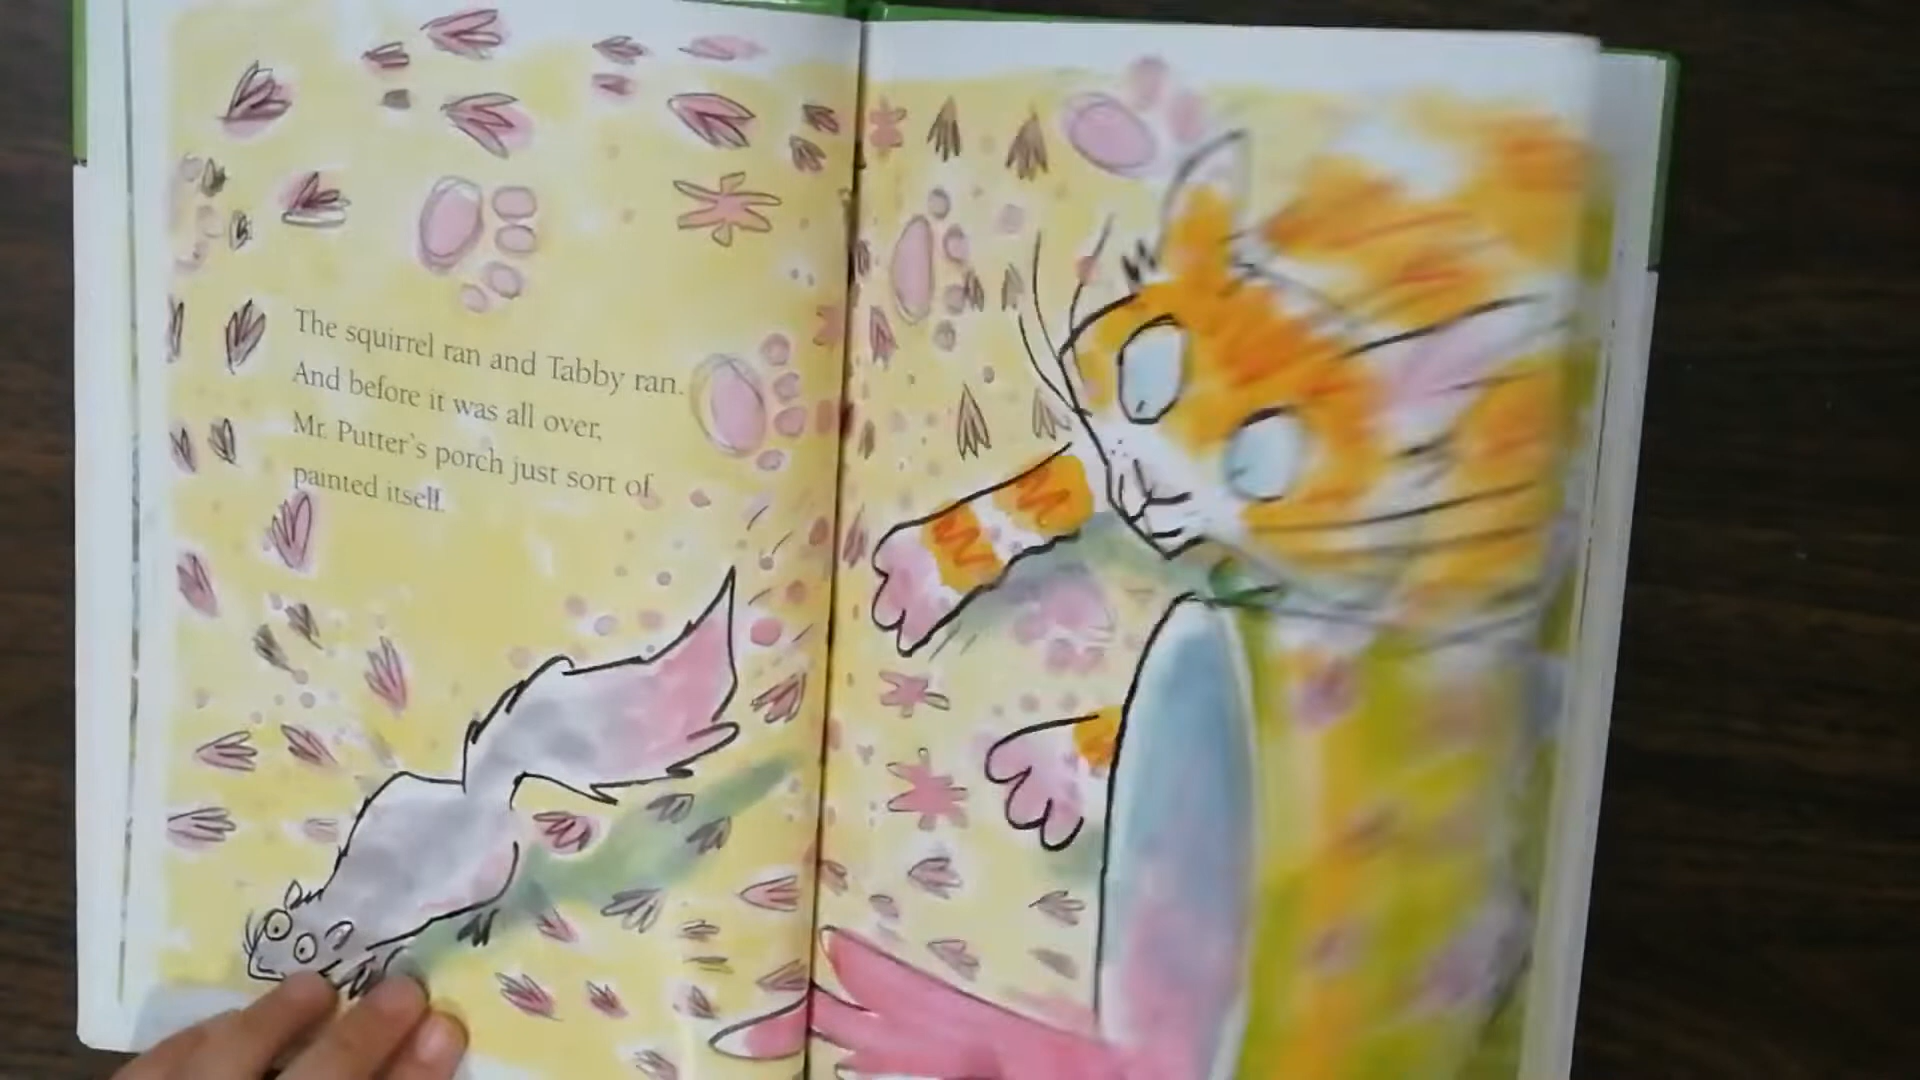 The squirrel ran and Tabby ran.
And before it was all over,
Mr. Putter's porch just sort of
painted itself.